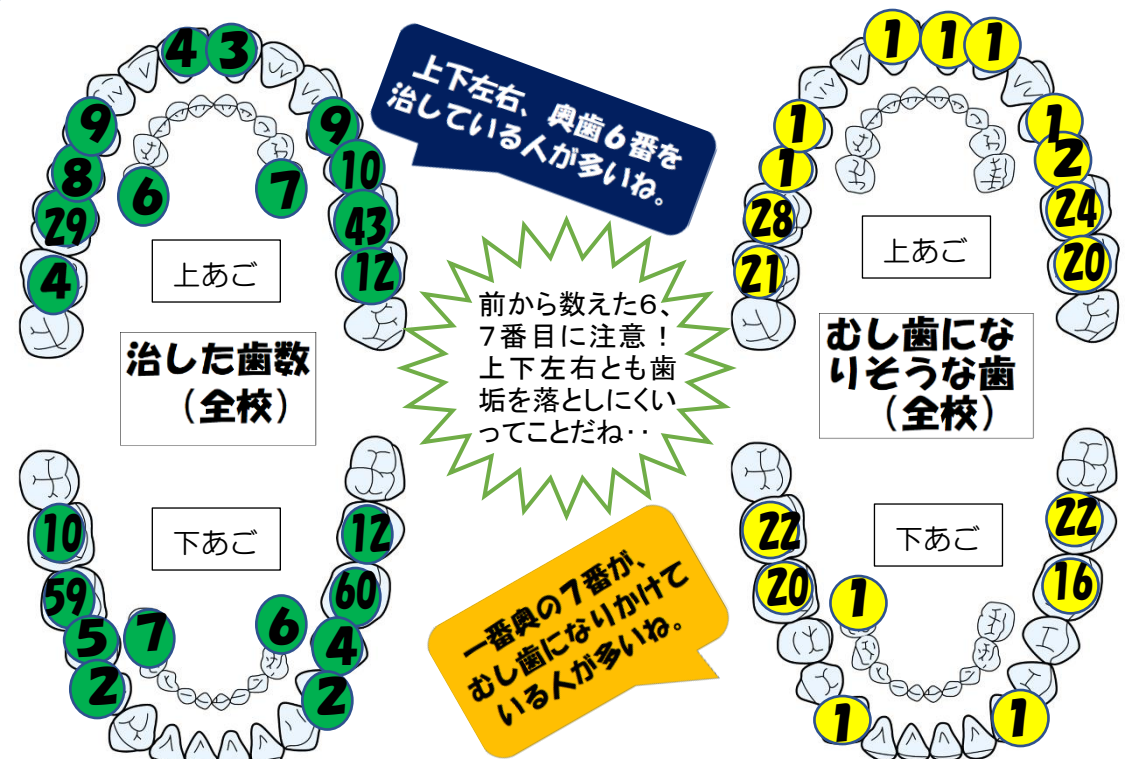 4 3
9 9
8 10
6 7
29 43
4 12
上あご
治した歯数
（全校）
下あご
10 12
59 60
5 7 6 4
2 2
上下左右、奥歯６番を
治している人が多いね。
前から数えた６、
７番目に注意！
上下左右とも歯
垢を落としにくい
ってことだね‥
一番奥の７番が、
むし歯になりかけて
いる人が多いね。
1 1 1
1 1
1 2
28 24
21 20
上あご
むし歯にな
りそうな歯
（全校）
下あご
22 22
20 1 16
1 1